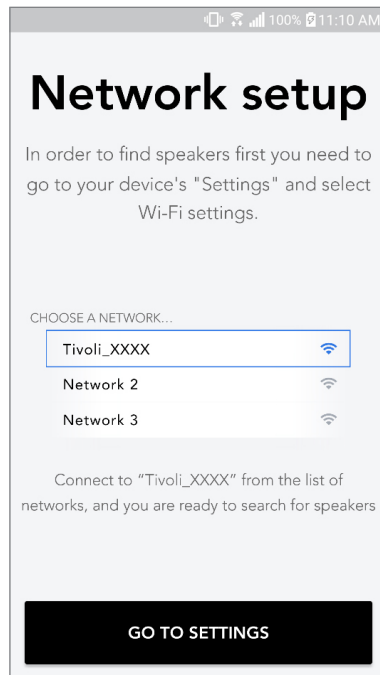 100% 11:10 AM
Network setup
In order to find speakers first you need to
go to your device's "Settings" and select
Wi-Fi settings.
CHOOSE A NETWORK...
Tivoli_XXXX
Network 2
Network 3
Connect to “Tivoli_XXXX” from the list of
networks, and you are ready to search for speakers
GO TO SETTINGS